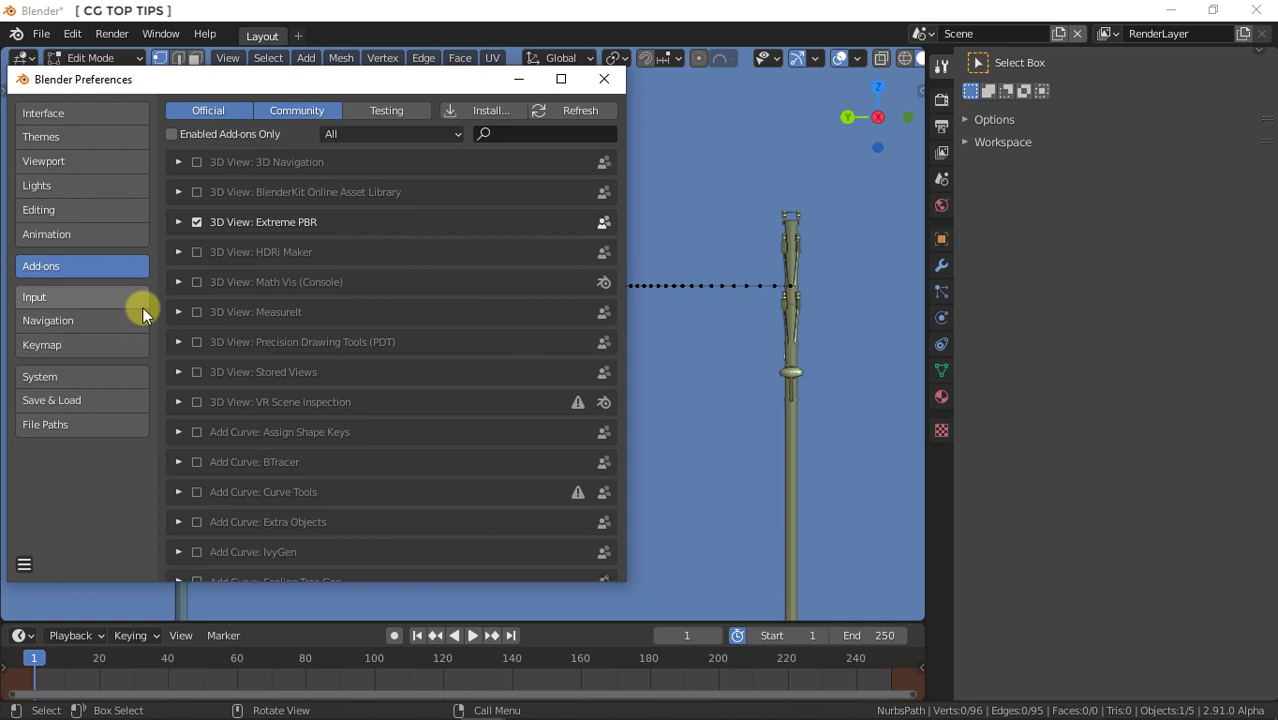 Blender* [ CG TOP TIPS ]
File Edit Render Window Help Layout + Scene RenderLayer
Edit Mode View Select Add Mesh Vertex Edge Face UV Global Select Box
Blender Preferences
Options
Workspace
Z
Y X
Interface
Themes
Viewport
Lights
Editing
Animation
Add-ons
Input
Navigation
Keymap
System
Save & Load
File Paths
Official Community Testing Install... Refresh
Enabled Add-ons Only All
3D View: 3D Navigation
3D View: BlenderKit Online Asset Library
3D View: Extreme PBR
3D View: HDRi Maker
3D View: Math Vis (Console)
3D View: MeasureIt
3D View: Precision Drawing Tools (PDT)
3D View: Stored Views
3D View: VR Scene Inspection
Add Curve: Assign Shape Keys
Add Curve: BTracer
Add Curve: Curve Tools
Add Curve: Extra Objects
Add Curve: IvyGen
Add Curve: Sapling Tree Gen
Playback Keying View Marker 1 Start 1 End 250
1 20 40 60 80 100 120 140 160 180 200 220 240
Select Box Select Rotate View Call Menu NurbsPath | Verts:0/96 | Edges:0/95 | Faces:0/0 | Tris:0 | Objects:1/5 | 2.91.0 Alpha